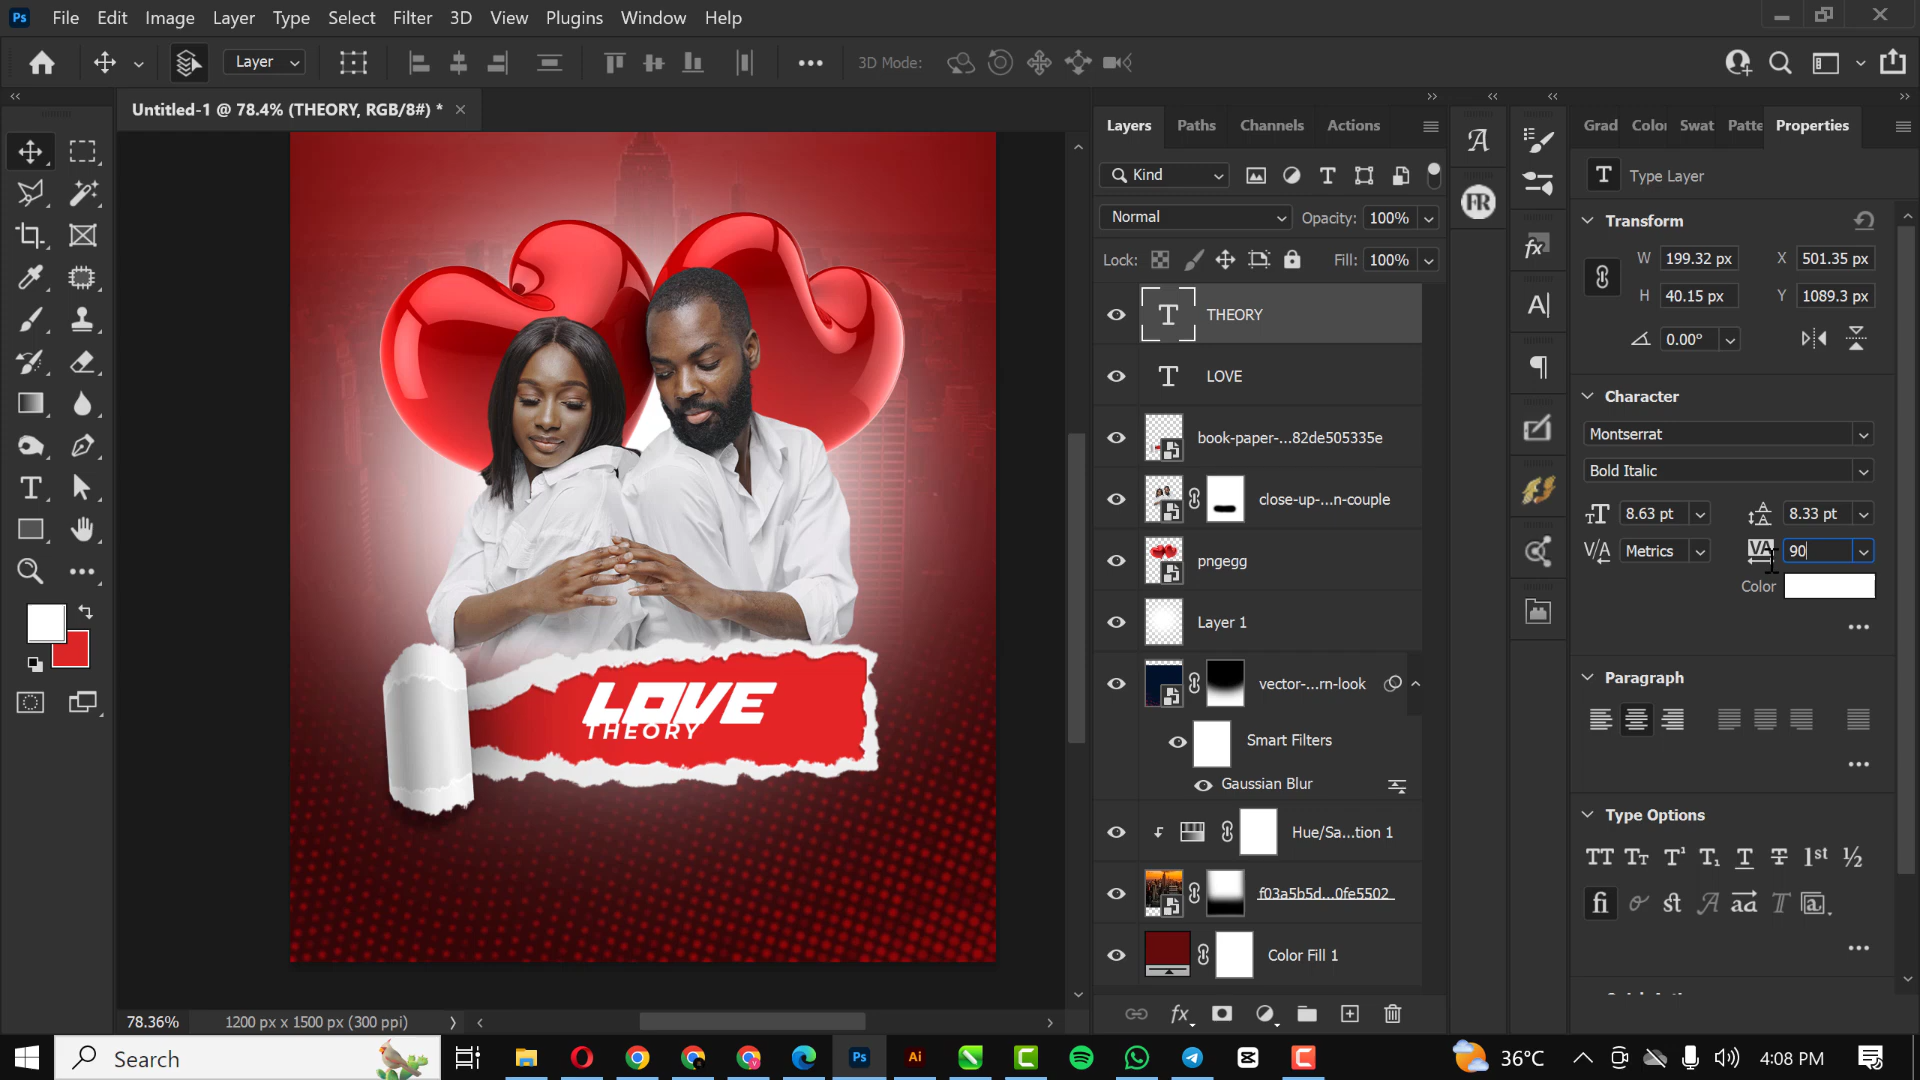 Ps File Edit Image Layer Type Select Filter 3D View Plugins Window Help
Layer 3D Mode:
Untitled-1 @ 78.4% (THEORY, RGB/8#) *
Layers Paths Channels Actions
Grad Color Swat Patte Properties
Kind
T Type Layer
Normal Opacity: 100%
Transform
Lock: Fill: 100%
W 199.32 px X 501.35 px
H 40.15 px Y 1089.3 px
0.00°
T THEORY
T LOVE
book-paper-...82de505335e
close-up-...n-couple
pngegg
Layer 1
vector-...rn-look
Smart Filters
Gaussian Blur
Hue/Sa...tion 1
f03a5b5d...0fe5502
Color Fill 1
FR
Character
Montserrat
Bold Italic
8.63 pt 8.33 pt
Metrics 90
Color
Paragraph
Type Options
LOVE
THEORY
78.36% 1200 px x 1500 px (300 ppi)
Search
Ps Ai
36°C 4:08 PM